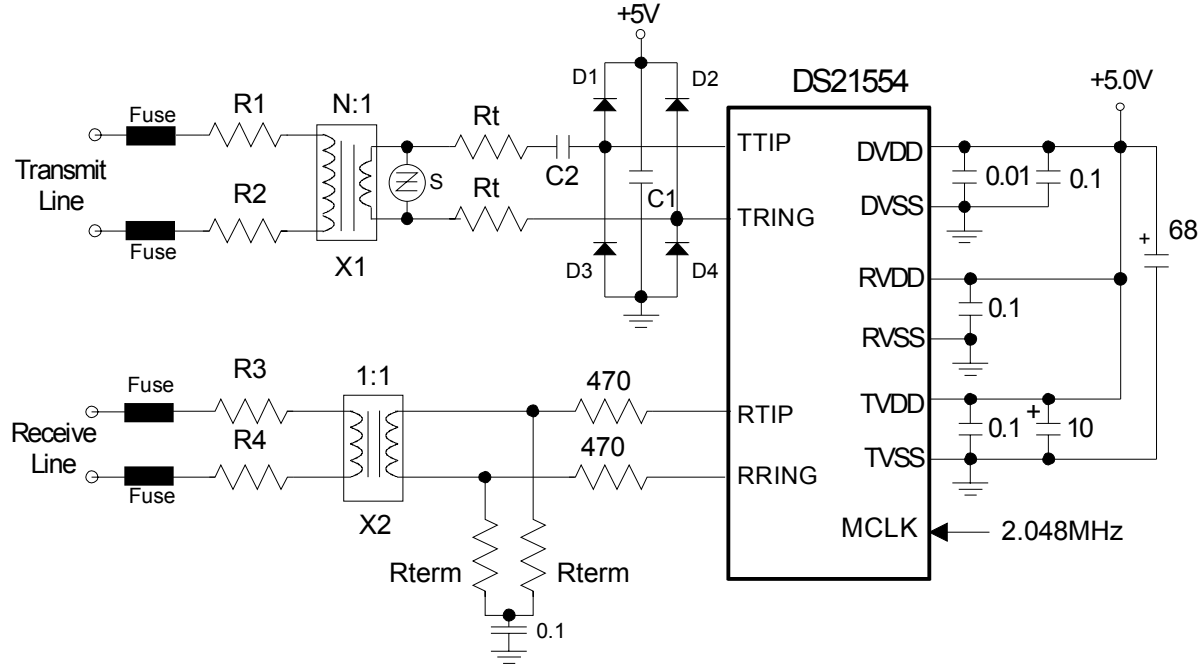 +5V
DS21554
+5.0V
D1
D2
Fuse
R1
N:1
Rt
TTIP
DVDD
0.01
0.1
Transmit
Line
S
C2
C1
R2
Rt
TRING
DVSS
Fuse
X1
D3
D4
+
68
RVDD
0.1
RVSS
Fuse
R3
1:1
470
RTIP
TVDD
Receive
Line
R4
470
0.1
+
10
RRING
TVSS
Fuse
X2
MCLK
2.048MHz
Rterm
Rterm
0.1